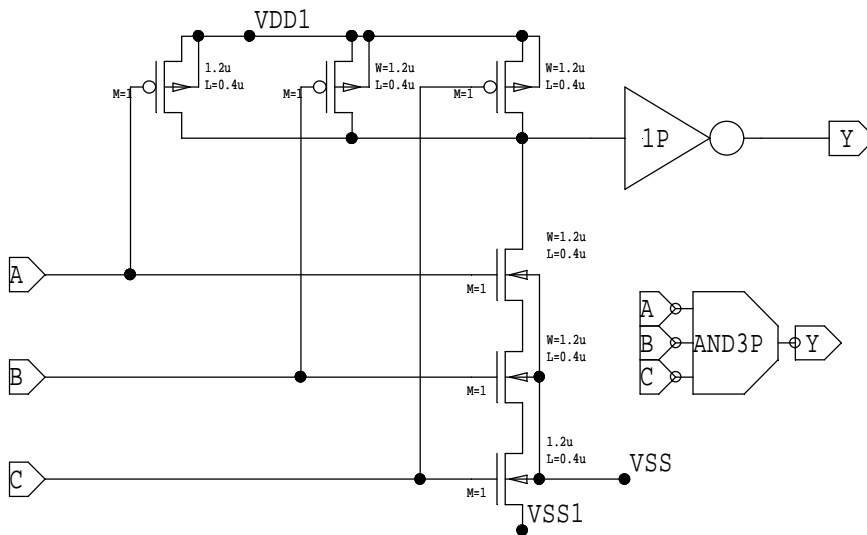 VDD1
1.2u
L=0.4u
M=1
W=1.2u
L=0.4u
M=1
W=1.2u
L=0.4u
M=1
1P
Y
W=1.2u
L=0.4u
A
M=1
W=1.2u
L=0.4u
B
M=1
1.2u
L=0.4u
C
M=1
VSS
VSS1
A
B
C
AND3P
Y